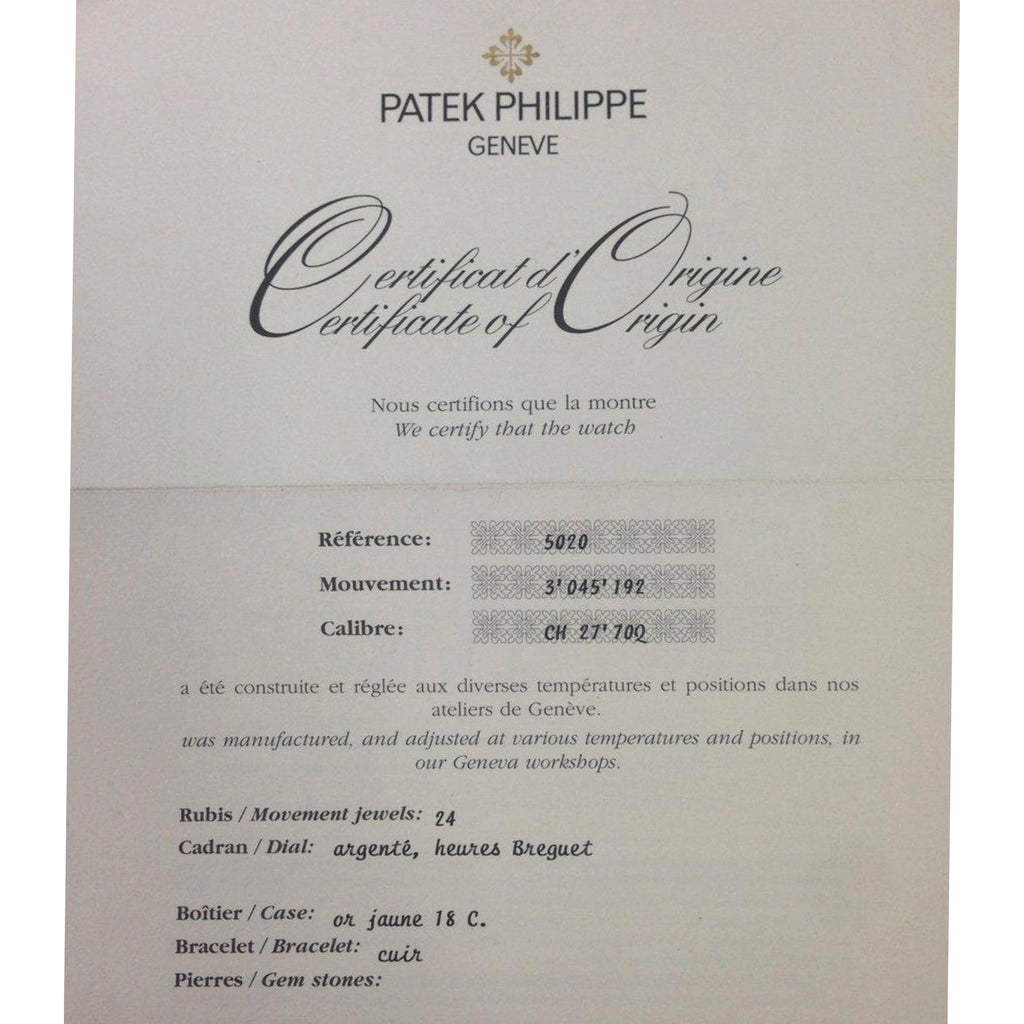 PATEK PHILIPPE
GENEVE
Certificat d'Origine
Certificate of Origin
Nous certifions que la montre
We certify that the watch
Référence: 5020
Mouvement: 3'045'192
Calibre: CH 27'70Q
a été construite et réglée aux diverses températures et positions dans nos
ateliers de Genève.
was manufactured, and adjusted at various temperatures and positions, in
our Geneva workshops.
Rubis / Movement jewels: 24
Cadran / Dial: argenté, heures Breguet
Boîtier / Case: or jaune 18 C.
Bracelet / Bracelet: cuir
Pierres / Gem stones: